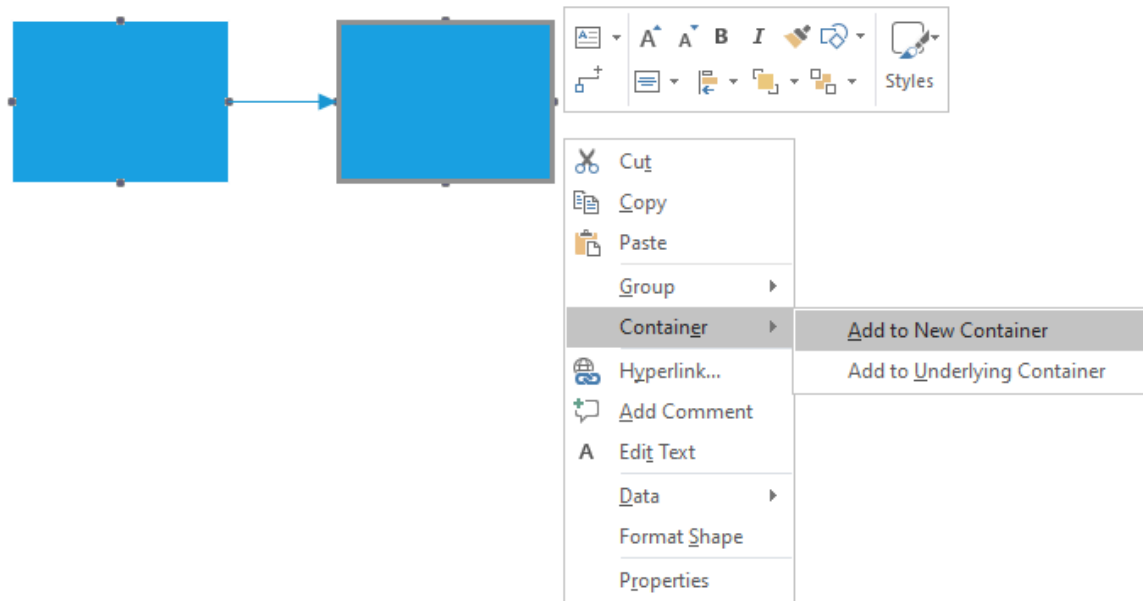 A A B I
Styles
Cut
Copy
Paste
Group
Container
Add to New Container
Add to Underlying Container
Hyperlink...
Add Comment
A Edit Text
Data
Format Shape
Properties